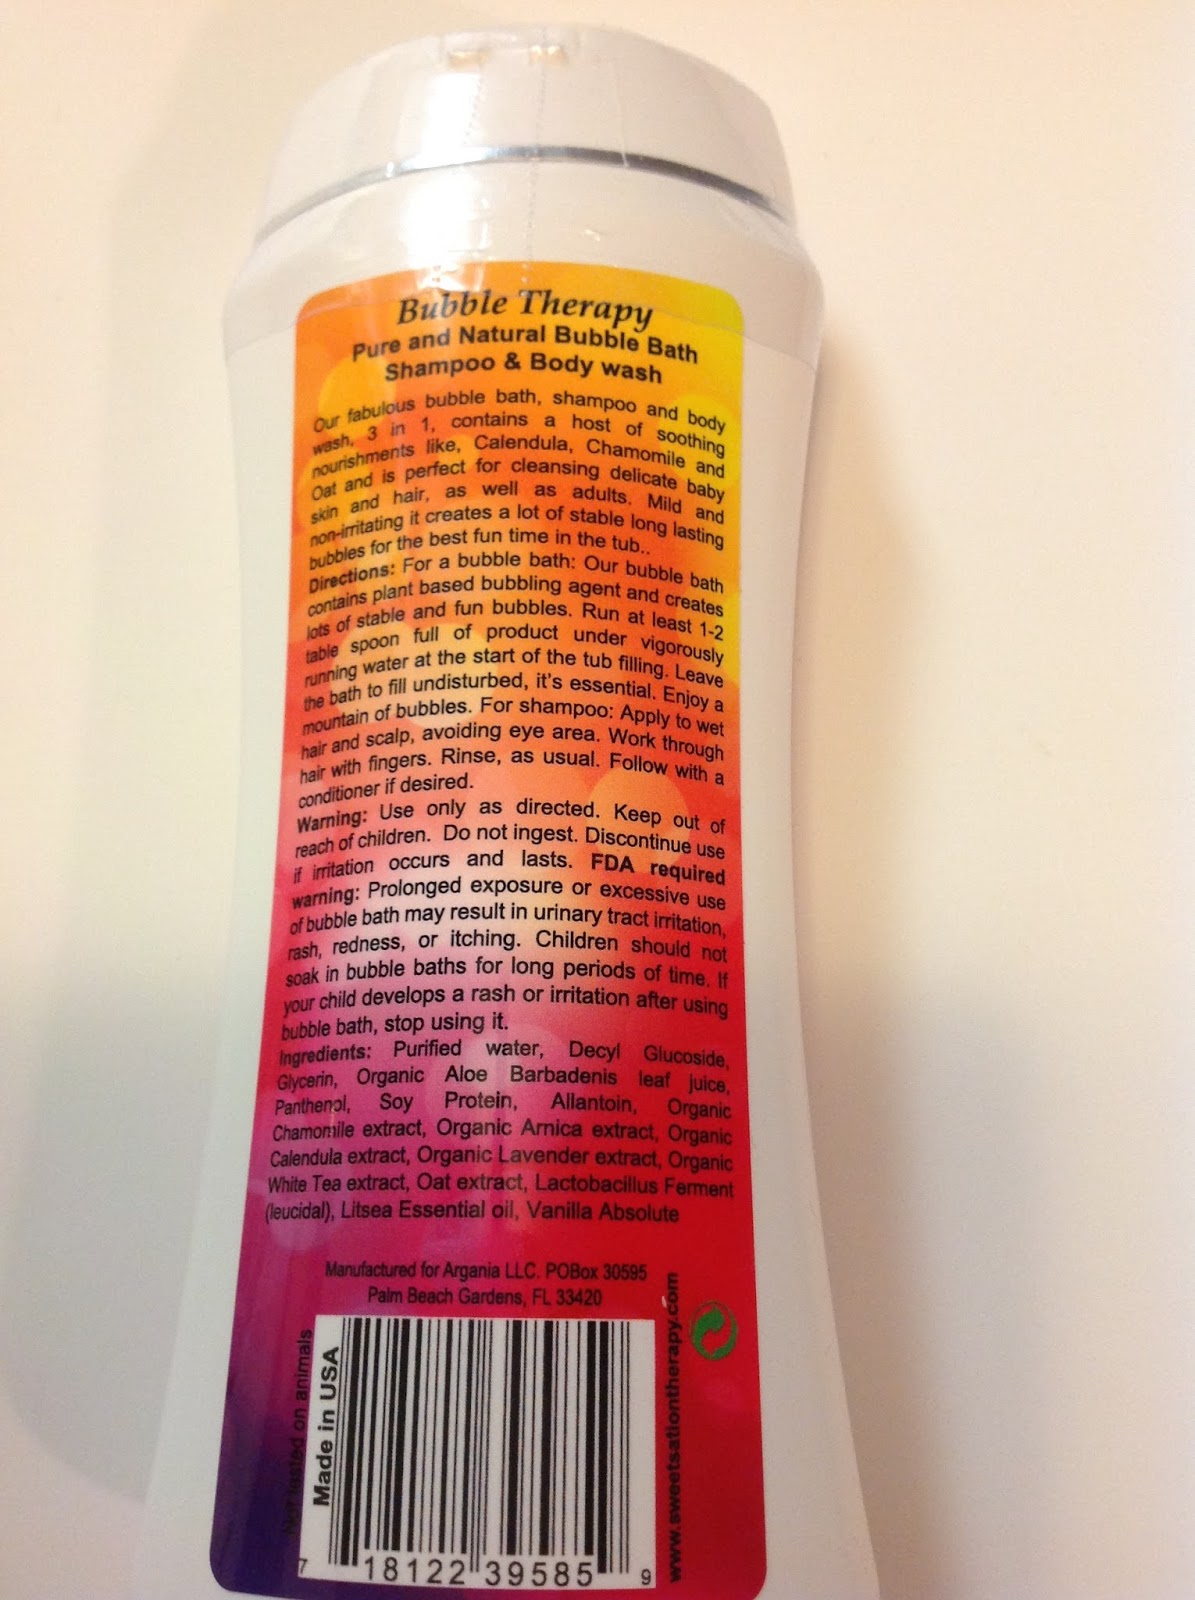 Bubble Therapy
Pure and Natural Bubble Bath
Shampoo & Body wash
Our fabulous bubble bath, shampoo and body
wash, 3 in 1, contains a host of soothing
nourishments like, Calendula, Chamomile and
Oat and is perfect for cleansing delicate baby
skin and hair, as well as adults. Mild and
non-irritating it creates a lot of stable long lasting
bubbles for the best fun time in the tub..
Directions: For a bubble bath: Our bubble bath
contains plant based bubbling agent and creates
lots of stable and fun bubbles. Run at least 1-2
table spoon full of product under vigorously
running water at the start of the tub filling. Leave
the bath to fill undisturbed, it's essential. Enjoy a
mountain of bubbles. For shampoo: Apply to wet
hair and scalp, avoiding eye area. Work through
hair with fingers. Rinse, as usual. Follow with a
conditioner if desired.
Warning: Use only as directed. Keep out of
reach of children. Do not ingest. Discontinue use
if irritation occurs and lasts. FDA required
warning: Prolonged exposure or excessive use
of bubble bath may result in urinary tract irritation,
rash, redness, or itching. Children should not
soak in bubble baths for long periods of time. If
your child develops a rash or irritation after using
bubble bath, stop using it.
Ingredients: Purified water, Decyl Glucoside,
Glycerin, Organic Aloe Barbadenis leaf juice,
Panthenol, Soy Protein, Allantoin, Organic
Chamomile extract, Organic Arnica extract, Organic
Calendula extract, Organic Lavender extract, Organic
White Tea extract, Oat extract, Lactobacillus Ferment
(leucidal), Litsea Essential oil, Vanilla Absolute
Manufactured for Argania LLC. POBox 30595
Palm Beach Gardens, FL 33420
Not tested on animals
Made in USA
www.sweetsationtherapy.com
7 18122 39585 9